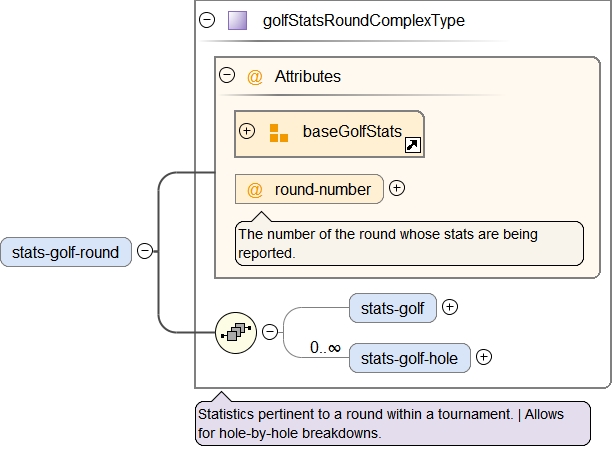 golfStatsRoundComplexType
@ Attributes
baseGolfStats
@ round-number
The number of the round whose stats are being
reported.
stats-golf-round
stats-golf
0..∞
stats-golf-hole
Statistics pertinent to a round within a tournament. | Allows
for hole-by-hole breakdowns.